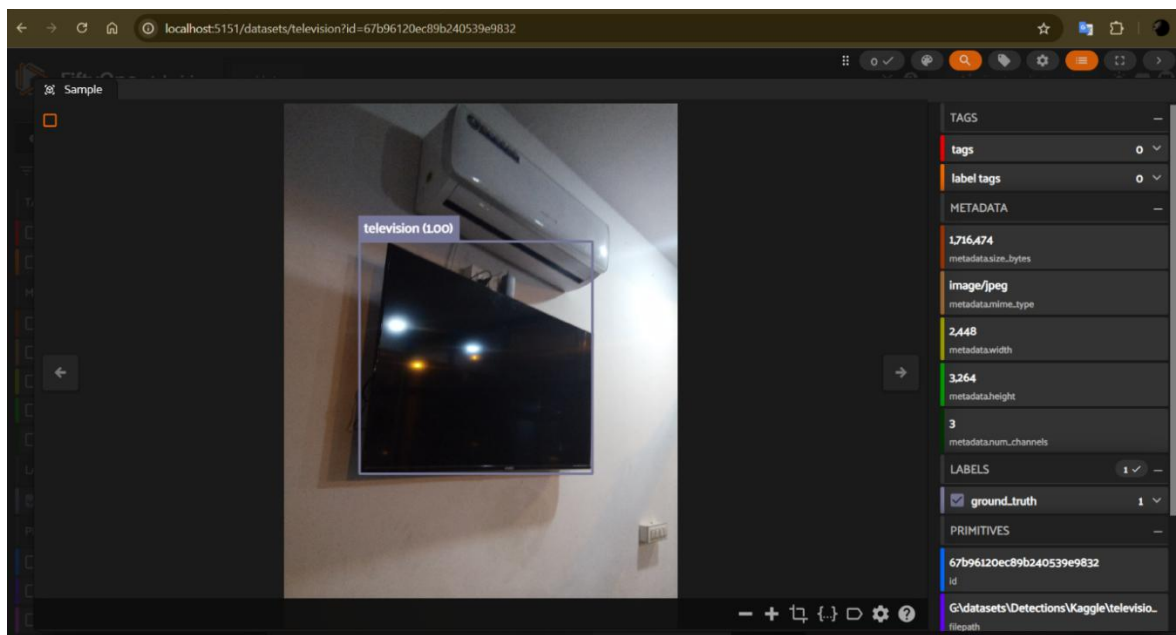 localhost:5151/datasets/television?id=67b96120ec89b240539e9832
0
Sample
television (1.00)
TAGS
tags 0
label tags 0
METADATA
1,716,474
metadata.size_bytes
image/jpeg
metadata.mime_type
2,448
metadata.width
3,264
metadata.height
3
metadata.num_channels
LABELS 1
ground_truth 1
PRIMITIVES
67b96120ec89b240539e9832
id
G:\datasets\Detections\Kaggle\televisio...
filepath